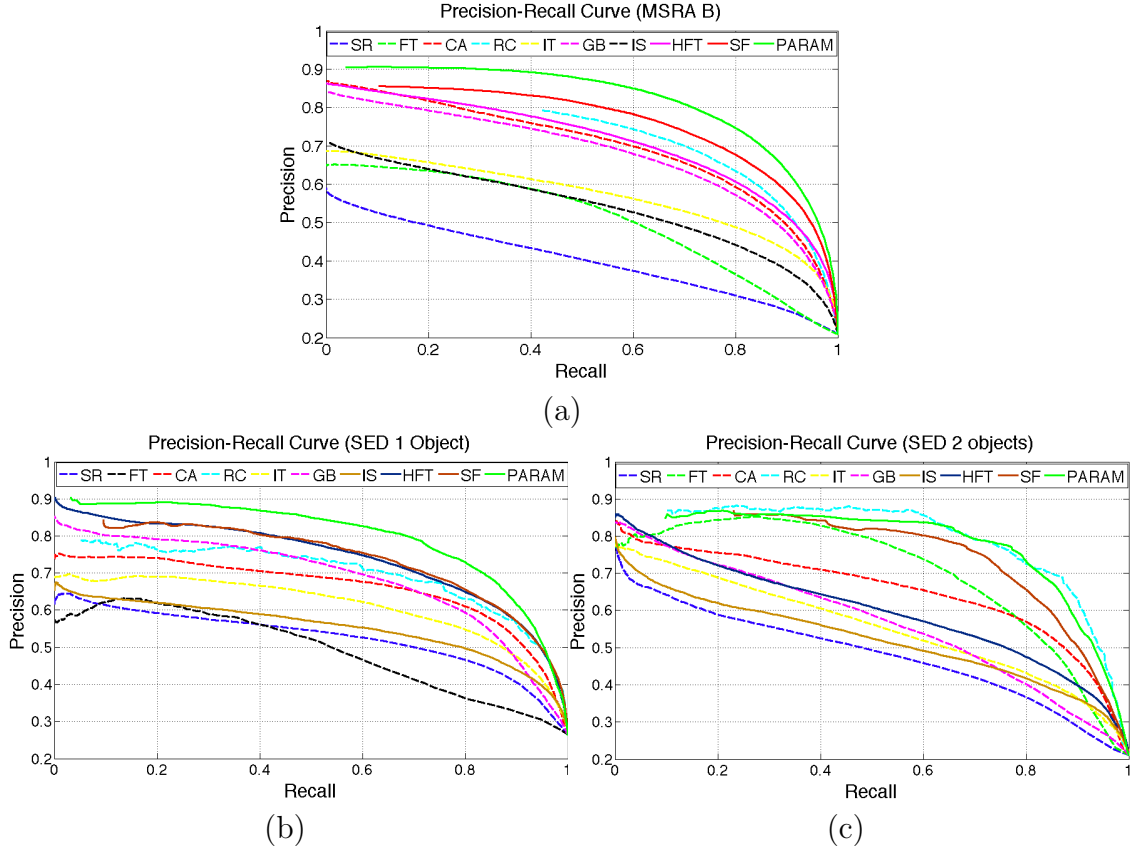 Precision-Recall Curve (MSRA B)
SR FT CA RC IT GB IS HFT SF PARAM
1
0.9
0.8
0.7
0.6
0.5
0.4
0.3
0.2
Precision
0 0.2 0.4 0.6 0.8 1
Recall
(a)
Precision-Recall Curve (SED 1 Object)
SR FT CA RC IT GB IS HFT SF PARAM
1
0.9
0.8
0.7
0.6
0.5
0.4
0.3
0.2
Precision
0 0.2 0.4 0.6 0.8 1
Recall
(b)
Precision-Recall Curve (SED 2 objects)
SR FT CA RC IT GB IS HFT SF PARAM
1
0.9
0.8
0.7
0.6
0.5
0.4
0.3
0.2
Precision
0 0.2 0.4 0.6 0.8 1
Recall
(c)